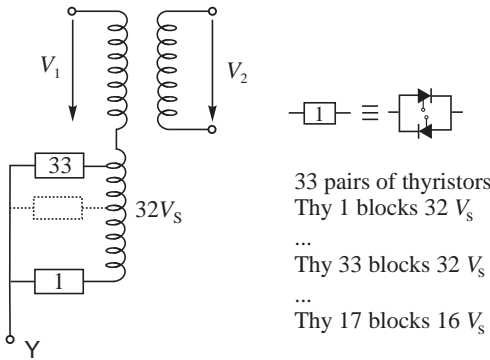 V1
V2
33
32VS
1
Y
1 ≡
33 pairs of thyristors
Thy 1 blocks 32 VS
...
Thy 33 blocks 32 VS
...
Thy 17 blocks 16 VS